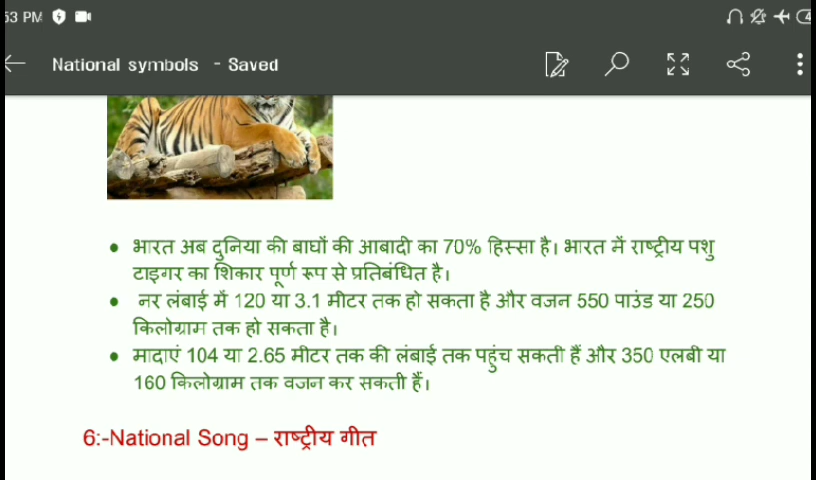 53 PM
National symbols - Saved
• भारत अब दुनिया की बाघों की आबादी का 70% हिस्सा है। भारत में राष्ट्रीय पशु
टाइगर का शिकार पूर्ण रूप से प्रतिबंधित है।
• नर लंबाई में 120 या 3.1 मीटर तक हो सकता है और वजन 550 पाउंड या 250
किलोग्राम तक हो सकता है।
• मादाएं 104 या 2.65 मीटर तक की लंबाई तक पहुंच सकती हैं और 350 एलबी या
160 किलोग्राम तक वजन कर सकती हैं।
6:-National Song – राष्ट्रीय गीत